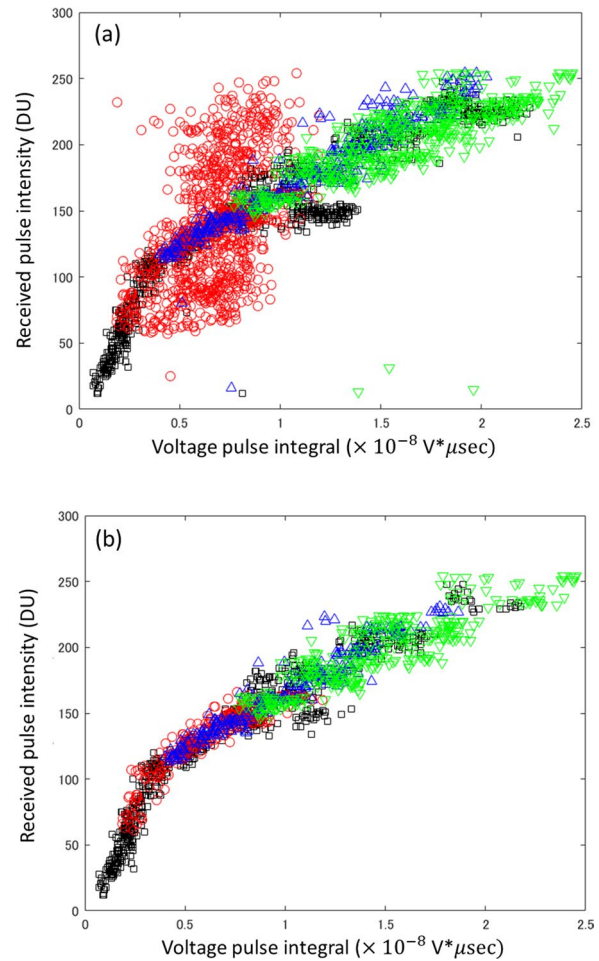 (a)
Received pulse intensity (DU)
300
250
200
150
100
50
0
0 0.5 1 1.5 2 2.5
Voltage pulse integral (× 10⁻⁸ V*μsec)
(b)
Received pulse intensity (DU)
300
250
200
150
100
50
0
0 0.5 1 1.5 2 2.5
Voltage pulse integral (× 10⁻⁸ V*μsec)